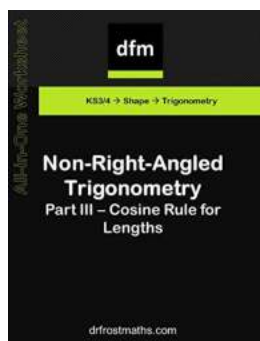 dfm
KS3/4 → Shape → Trigonometry
All-In-One Worksheet
Non-Right-Angled
Trigonometry
Part III – Cosine Rule for
Lengths
drfrostmaths.com